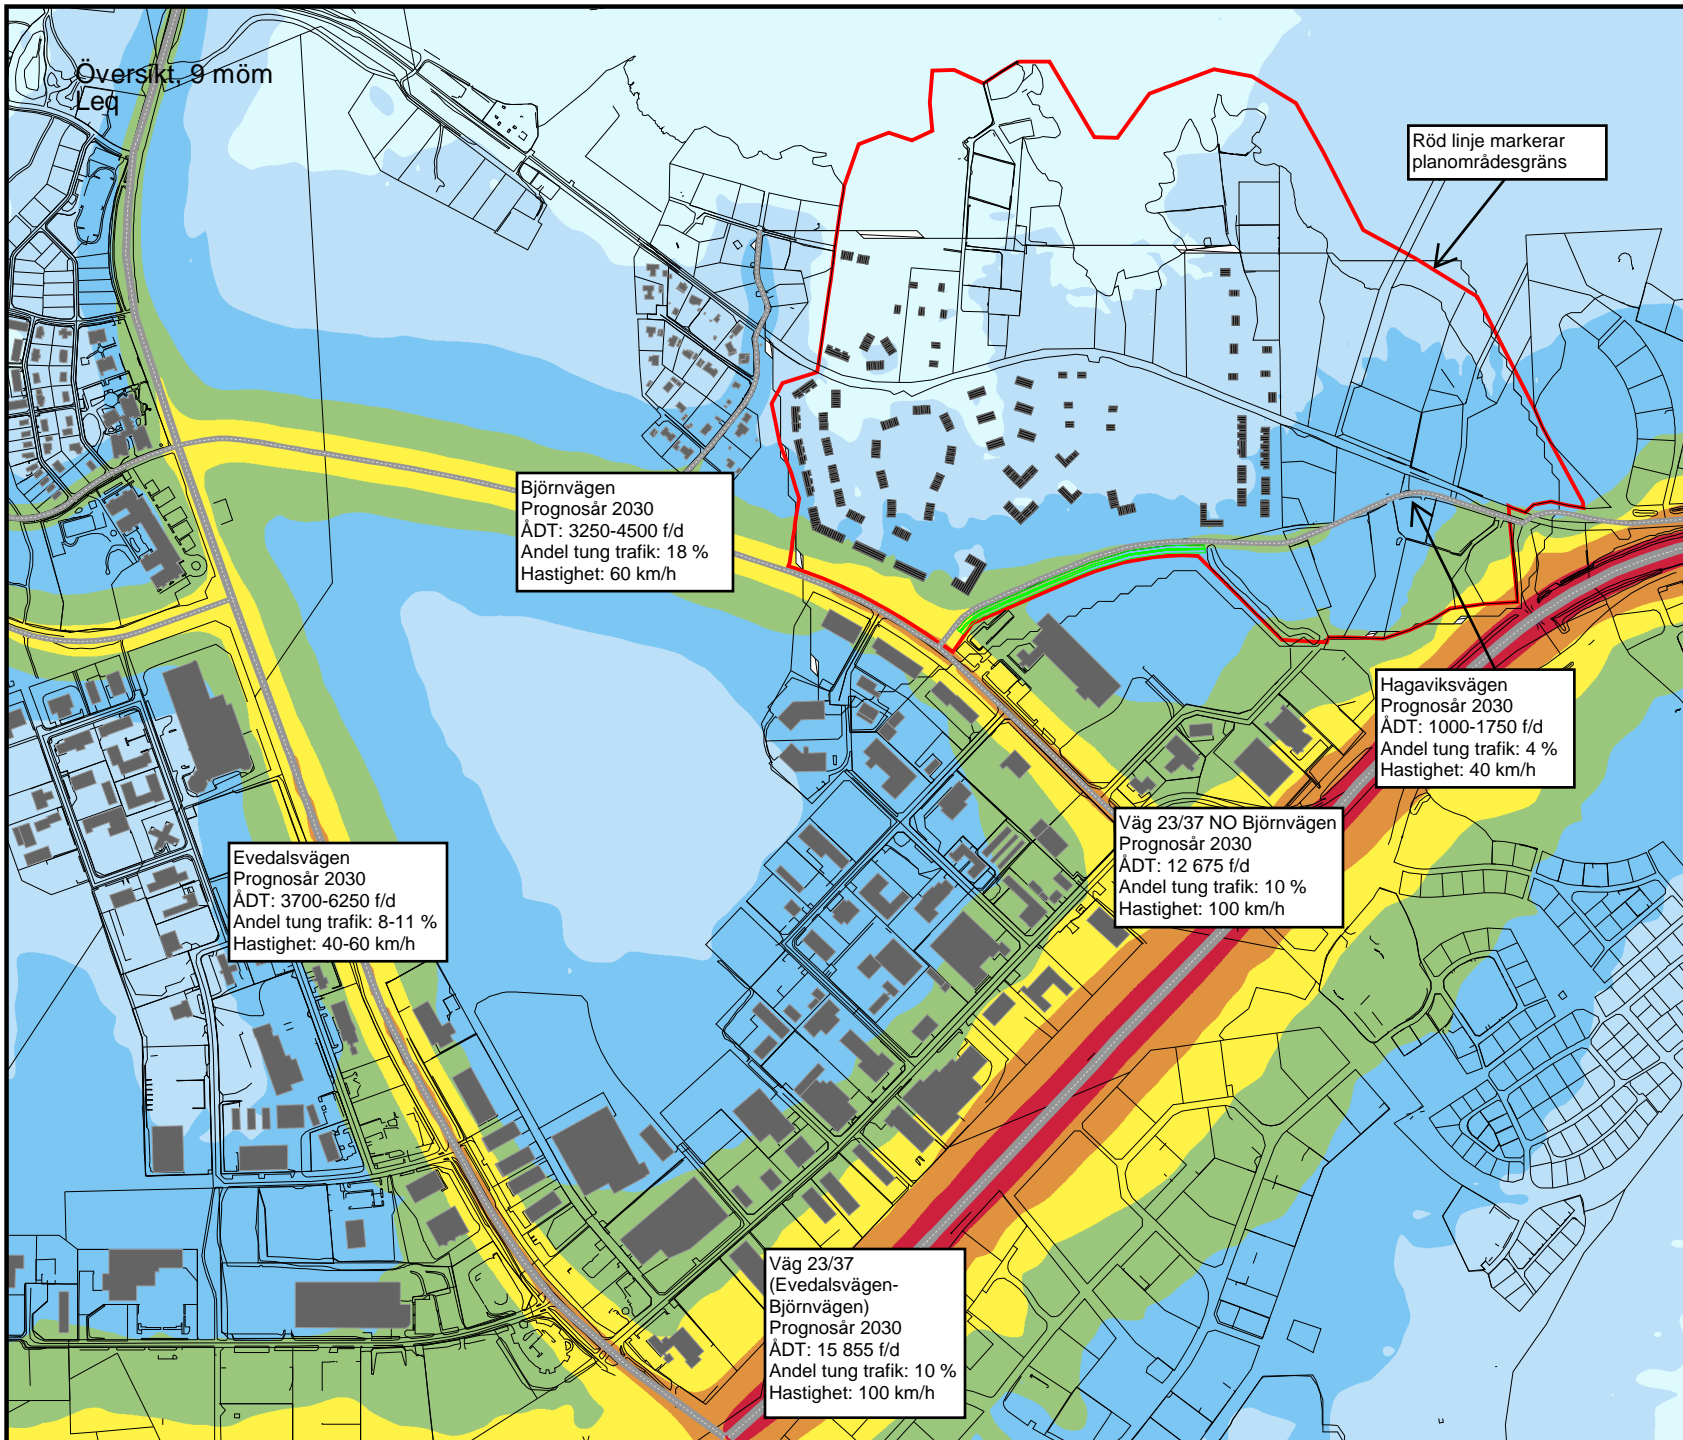 Översikt, 9 möm
Leq
Röd linje markerar
planområdesgräns
Björnvägen
Prognosår 2030
ÅDT: 3250-4500 f/d
Andel tung trafik: 18 %
Hastighet: 60 km/h
Hagaviksvägen
Prognosår 2030
ÅDT: 1000-1750 f/d
Andel tung trafik: 4 %
Hastighet: 40 km/h
Väg 23/37 NO Björnvägen
Prognosår 2030
ÅDT: 12 675 f/d
Andel tung trafik: 10 %
Hastighet: 100 km/h
Evedalsvägen
Prognosår 2030
ÅDT: 3700-6250 f/d
Andel tung trafik: 8-11 %
Hastighet: 40-60 km/h
Väg 23/37
(Evedalsvägen-
Björnvägen)
Prognosår 2030
ÅDT: 15 855 f/d
Andel tung trafik: 10 %
Hastighet: 100 km/h